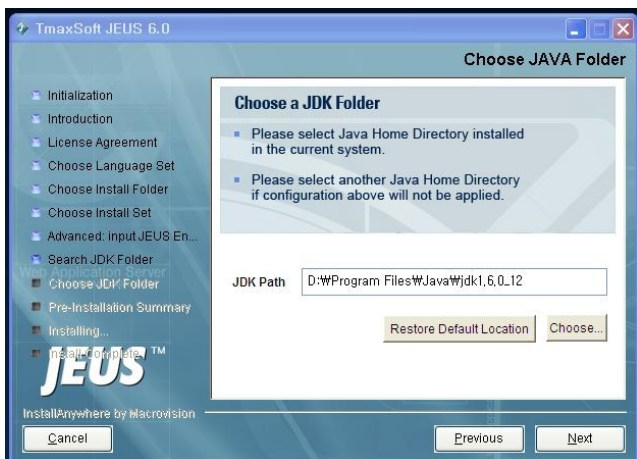 TmaxSoft JEUS 6.0
Choose JAVA Folder
Initialization
Introduction
License Agreement
Choose Language Set
Choose Install Folder
Choose Install Set
Advanced: input JEUS En...
Search JDK Folder
Web Application Server
Choose JDK Folder
Pre-Installation Summary
Installing...
Install Complete
JEUS™
Choose a JDK Folder
Please select Java Home Directory installed
in the current system.
Please select another Java Home Directory
if configuration above will not be applied.
JDK Path D:₩Program Files₩Java₩jdk1,6,0_12
Restore Default Location Choose...
InstallAnywhere by Macrovision
Cancel Previous Next